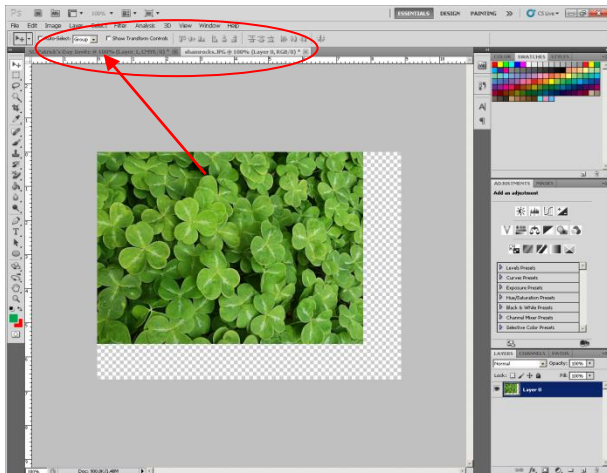 PS 100% ESSENTIALS DESIGN PAINTING CS Live
File Edit Image Layer Select Filter Analysis 3D View Window Help
Auto-Select: Group Show Transform Controls
shamrocks.JPG @ 100% (Layer 0, RGB/8) *
COLOR SWATCHES STYLES
ADJUSTMENTS MASKS
Add an adjustment
Levels Presets
Curves Presets
Exposure Presets
Hue/Saturation Presets
Black & White Presets
Channel Mixer Presets
Selective Color Presets
LAYERS CHANNELS PATHS
Normal Opacity: 100%
Lock: Fill: 100%
Layer 0
100%